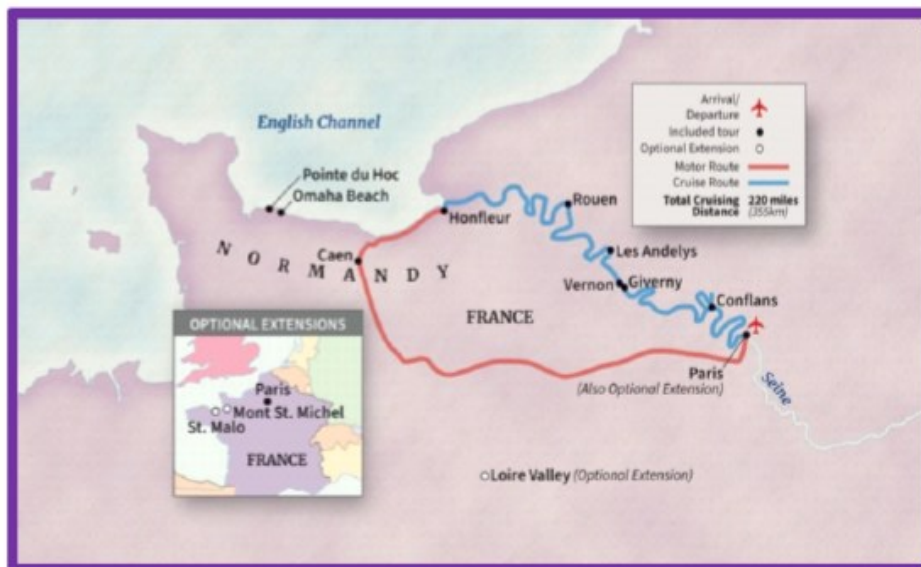 English Channel
Pointe du Hoc
Omaha Beach
Arrival/
Departure
Included tour
Optional Extension
Motor Route
Cruise Route
Total Cruising 220 miles
Distance (355km)
Honfleur
Rouen
Caen
NORMANDY
Les Andelys
Vernon
Giverny
Conflans
FRANCE
Paris
(Also Optional Extension)
Seine
OPTIONAL EXTENSIONS
Paris
Mont St. Michel
St. Malo
FRANCE
Loire Valley (Optional Extension)